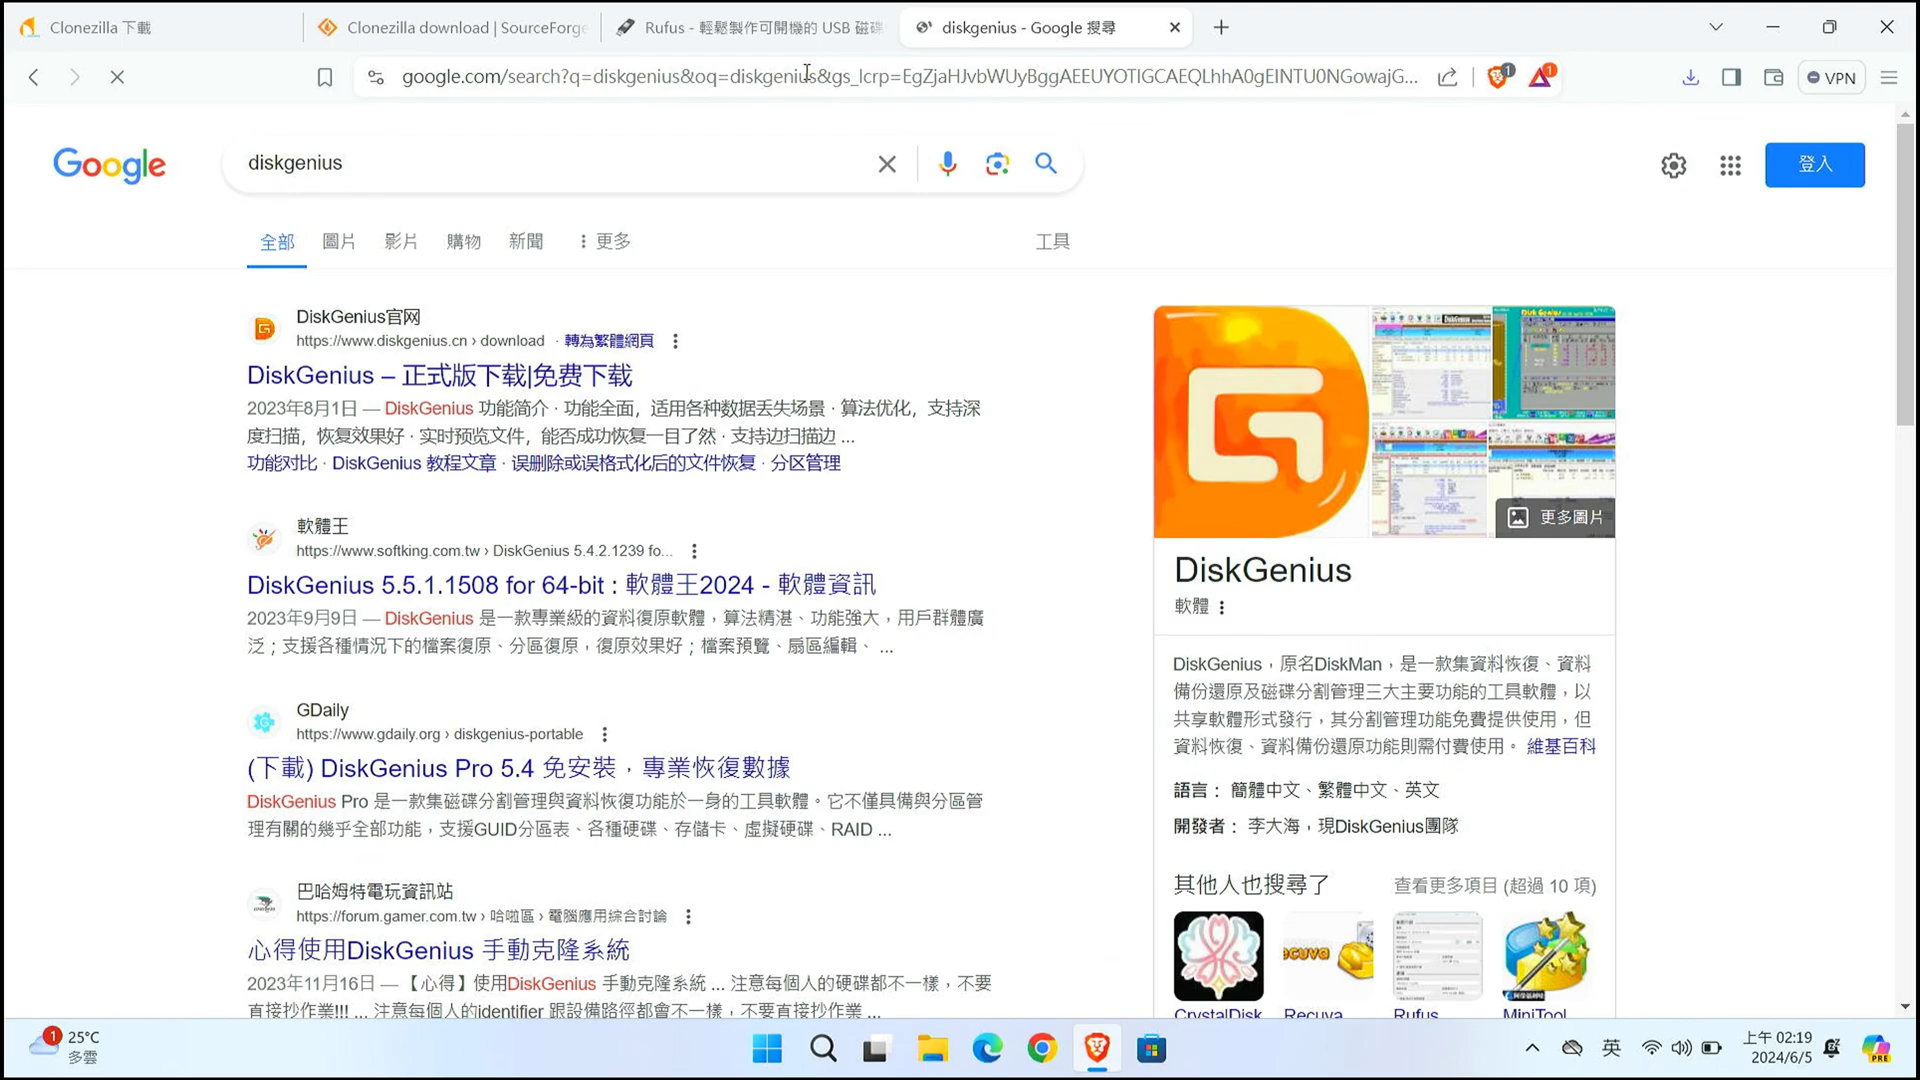 Clonezilla 下載
Clonezilla download | SourceForge
Rufus - 輕鬆製作可開機的 USB 磁碟
diskgenius - Google 搜尋
google.com/search?q=diskgenius&oq=diskgenius&gs_lcrp=EgZjaHJvbWUyBggAEEUYOTIGCAEQLhhA0gEINTU0NGowajG...
1
1
VPN
Google
diskgenius
登入
全部
圖片
影片
購物
新聞
更多
工具
DiskGenius官网
https://www.diskgenius.cn › download · 轉為繁體網頁
DiskGenius – 正式版下载|免费下载
2023年8月1日 — DiskGenius 功能简介 · 功能全面，适用各种数据丢失场景 · 算法优化，支持深
度扫描，恢复效果好 · 实时预览文件，能否成功恢复一目了然 · 支持边扫描边 ...
功能对比 · DiskGenius 教程文章 · 误删除或误格式化后的文件恢复 · 分区管理
軟體王
https://www.softking.com.tw › DiskGenius 5.4.2.1239 fo...
DiskGenius 5.5.1.1508 for 64-bit : 軟體王2024 - 軟體資訊
2023年9月9日 — DiskGenius 是一款專業級的資料復原軟體，算法精湛、功能強大，用戶群體廣
泛；支援各種情況下的檔案復原、分區復原，復原效果好；檔案預覽、扇區編輯、 ...
GDaily
https://www.gdaily.org › diskgenius-portable
(下載) DiskGenius Pro 5.4 免安裝，專業恢復數據
DiskGenius Pro 是一款集磁碟分割管理與資料恢復功能於一身的工具軟體。它不僅具備與分區管
理有關的幾乎全部功能，支援GUID分區表、各種硬碟、存儲卡、虛擬硬碟、RAID ...
巴哈姆特電玩資訊站
https://forum.gamer.com.tw › 哈啦區 › 電腦應用綜合討論
心得使用DiskGenius 手動克隆系統
2023年11月16日 — 【心得】使用DiskGenius 手動克隆系統 ... 注意每個人的硬碟都不一樣，不要
直接抄作業!!! ... 注意每個人的identifier 跟設備路徑都會不一樣，不要直接抄作業 ...
更多圖片
DiskGenius
軟體
DiskGenius，原名DiskMan，是一款集資料恢復、資料
備份還原及磁碟分割管理三大主要功能的工具軟體，以
共享軟體形式發行，其分割管理功能免費提供使用，但
資料恢復、資料備份還原功能則需付費使用。 維基百科
語言： 簡體中文、繁體中文、英文
開發者： 李大海，現DiskGenius團隊
其他人也搜尋了
查看更多項目 (超過 10 項)
recuva
CrystalDisk
Recuva
Rufus
MiniTool
1
25°C
多雲
英
上午 02:19
2024/6/5
PRE